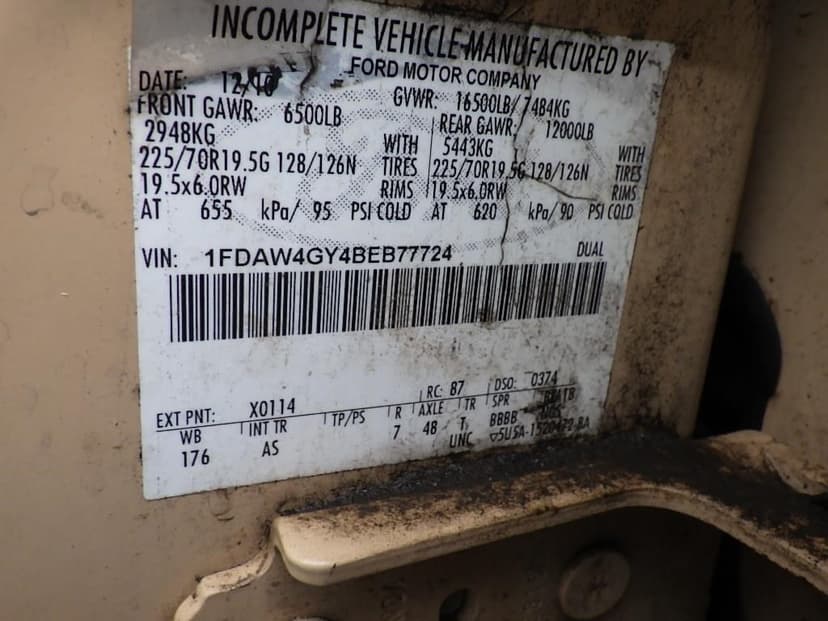 INCOMPLETE VEHICLE MANUFACTURED BY
FORD MOTOR COMPANY
DATE: 12/10 GVWR: 16500LB/7484KG
FRONT GAWR: 6500LB REAR GAWR: 12000LB
2948KG WITH 5443KG WITH
225/70R19.5G 128/126N TIRES 225/70R19.5G 128/126N TIRES
19.5x6.0RW RIMS 19.5x6.0RW RIMS
AT 655 kPa/ 95 PSI COLD AT 620 kPa/ 90 PSI COLD
VIN: 1FDAW4GY4BEB77724 DUAL
EXT PNT: X0114 RC: 87 DSO: 0374
WB INT TR TP/PS R AXLE TR SPR
176 AS 7 48 T BBBB
UNC